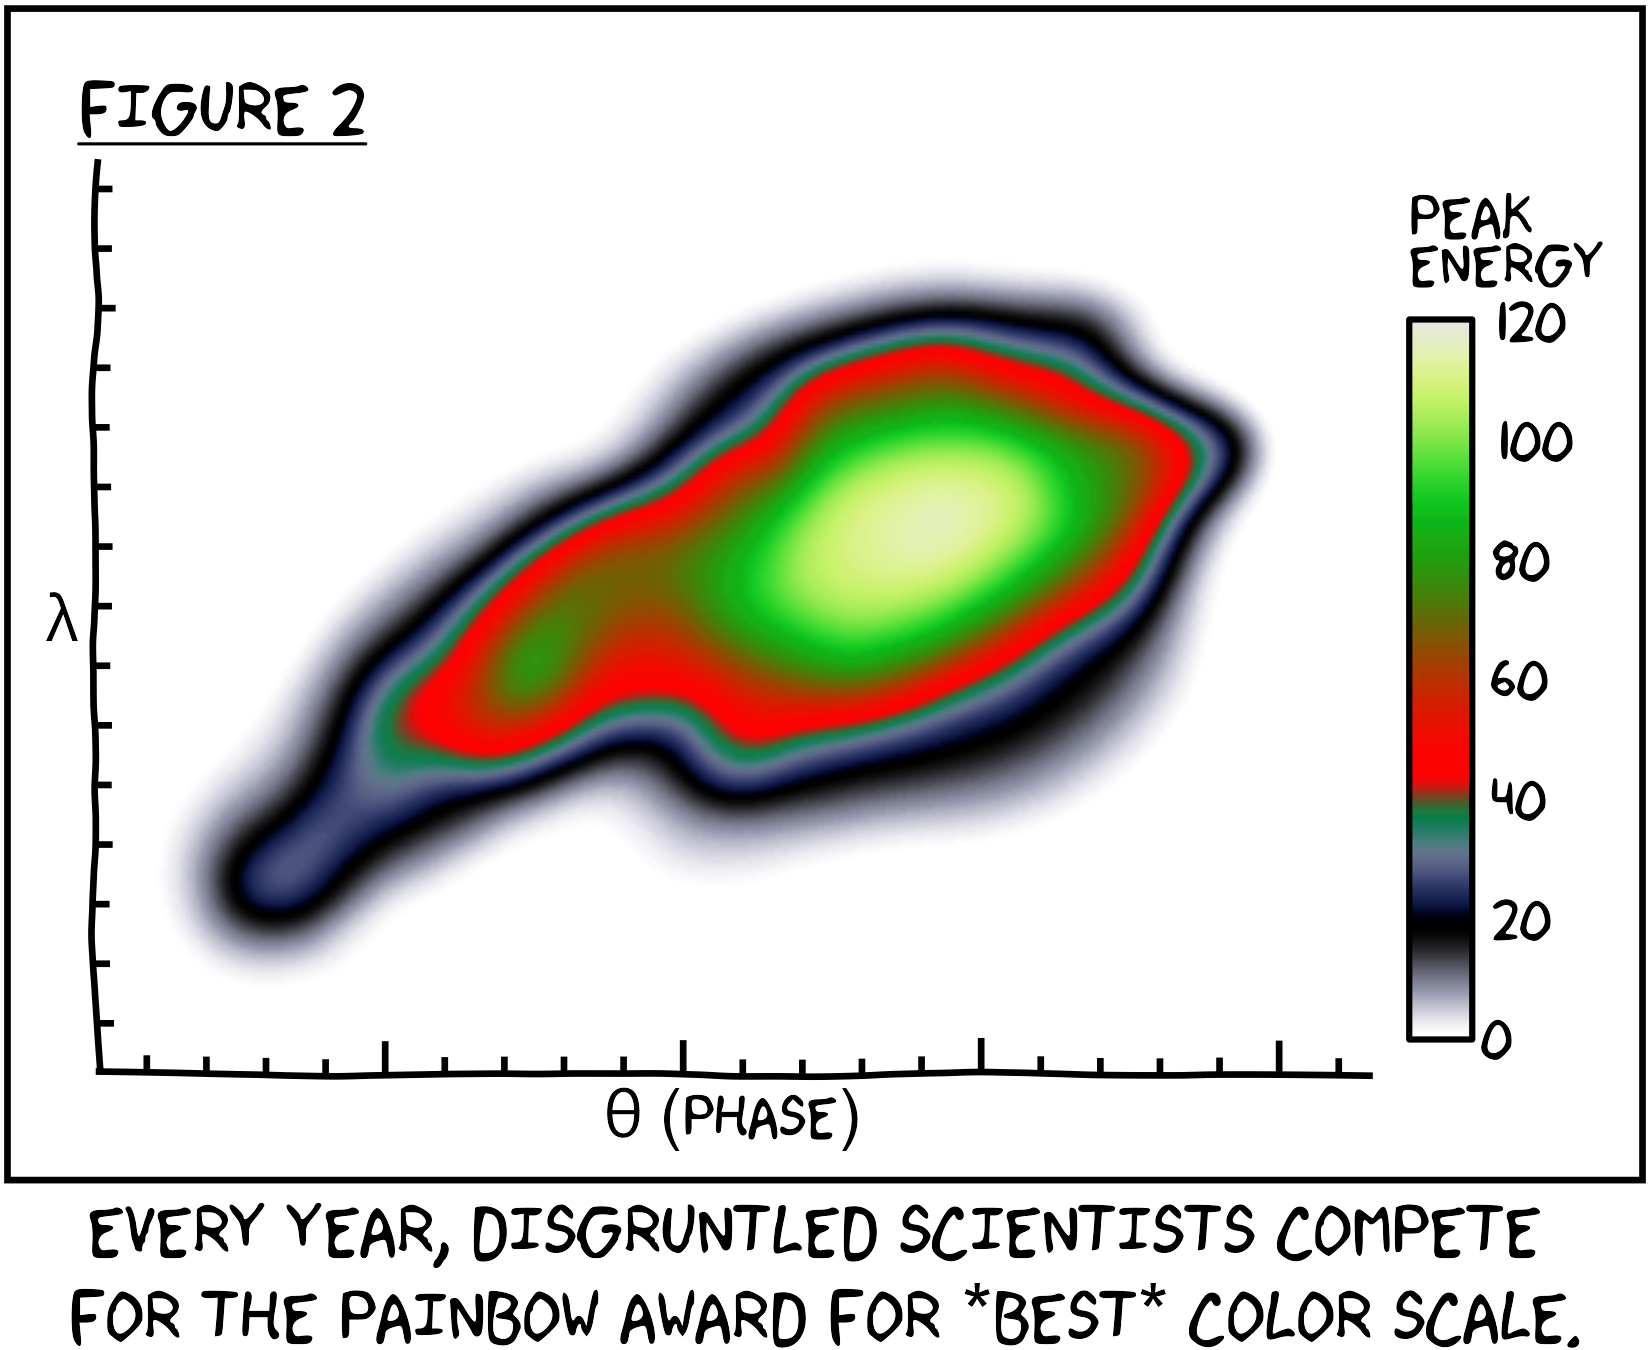 FIGURE 2
PEAK
ENERGY
120
100
80
60
40
20
0
λ
θ (PHASE)
EVERY YEAR, DISGRUNTLED SCIENTISTS COMPETE
FOR THE PAINBOW AWARD FOR *BEST* COLOR SCALE.